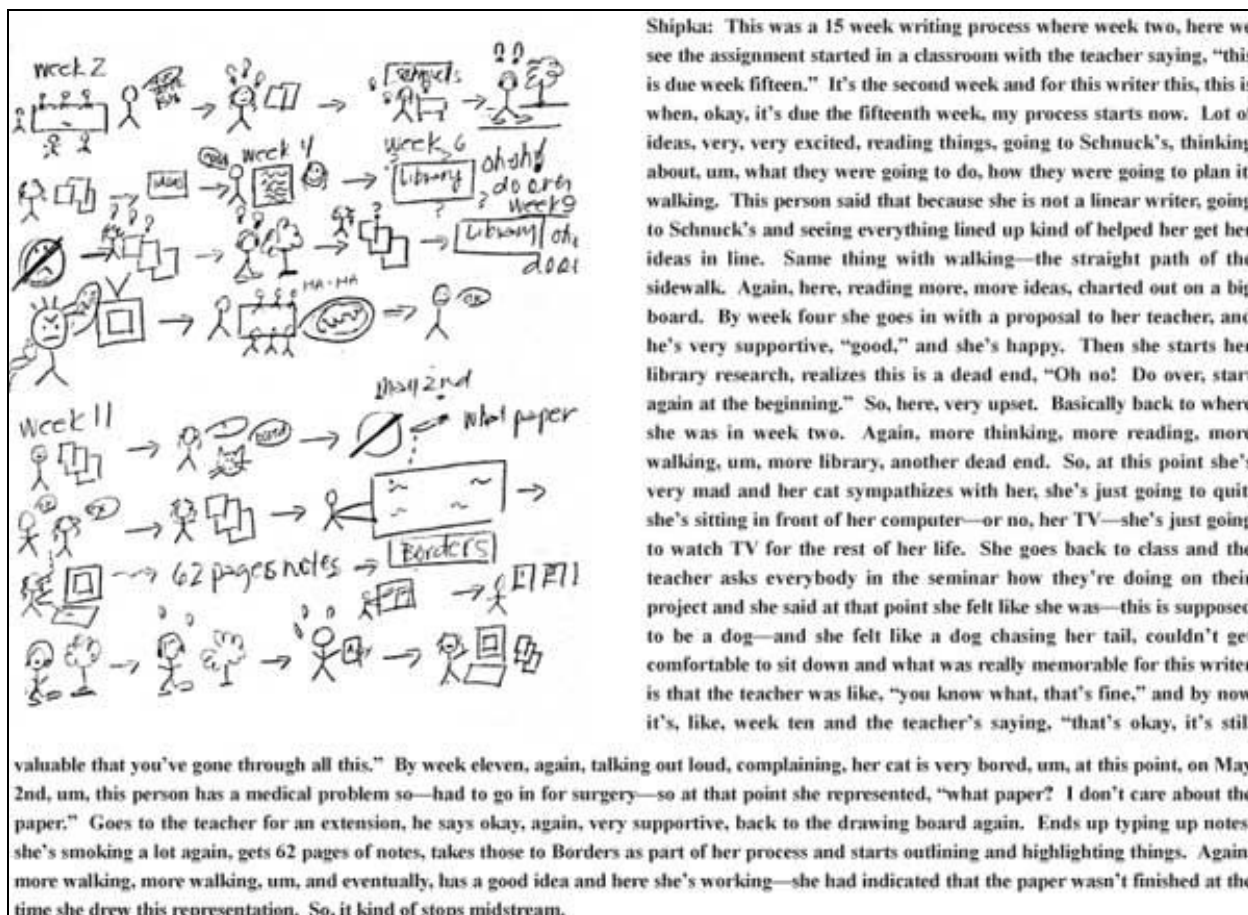 week 2
schnucks
week 4
week 6
Library
oh oh!
do over
week 9
Library
oh
HA-HA
OK
week 11
bored
May 2nd
what paper
62 pages notes
BORDERS
Shipka: This was a 15 week writing process where week two, here we
see the assignment started in a classroom with the teacher saying, “this
is due week fifteen.” It’s the second week and for this writer this, this is
when, okay, it’s due the fifteenth week, my process starts now. Lot of
ideas, very, very excited, reading things, going to Schnuck’s, thinking
about, um, what they were going to do, how they were going to plan it
walking. This person said that because she is not a linear writer, going
to Schnuck’s and seeing everything lined up kind of helped her get her
ideas in line. Same thing with walking—the straight path of the
sidewalk. Again, here, reading more, more ideas, charted out on a big
board. By week four she goes in with a proposal to her teacher, and
he’s very supportive, “good,” and she’s happy. Then she starts her
library research, realizes this is a dead end, “Oh no! Do over, start
again at the beginning.” So, here, very upset. Basically back to where
she was in week two. Again, more thinking, more reading, more
walking, um, more library, another dead end. So, at this point she’s
very mad and her cat sympathizes with her, she’s just going to quit
she’s sitting in front of her computer—or no, her TV—she’s just going
to watch TV for the rest of her life. She goes back to class and the
teacher asks everybody in the seminar how they’re doing on their
project and she said at that point she felt like she was—this is supposed
to be a dog—and she felt like a dog chasing her tail, couldn’t get
comfortable to sit down and what was really memorable for this writer
is that the teacher was like, “you know what, that’s fine,” and by now
it’s, like, week ten and the teacher’s saying, “that’s okay, it’s still
valuable that you’ve gone through all this.” By week eleven, again, talking out loud, complaining, her cat is very bored, um, at this point, on May
2nd, um, this person has a medical problem so—had to go in for surgery—so at that point she represented, “what paper? I don’t care about the
paper.” Goes to the teacher for an extension, he says okay, again, very supportive, back to the drawing board again. Ends up typing up notes
she’s smoking a lot again, gets 62 pages of notes, takes those to Borders as part of her process and starts outlining and highlighting things. Again
more walking, more walking, um, and eventually, has a good idea and here she’s working—she had indicated that the paper wasn’t finished at the
time she drew this representation. So, it kind of stops midstream.